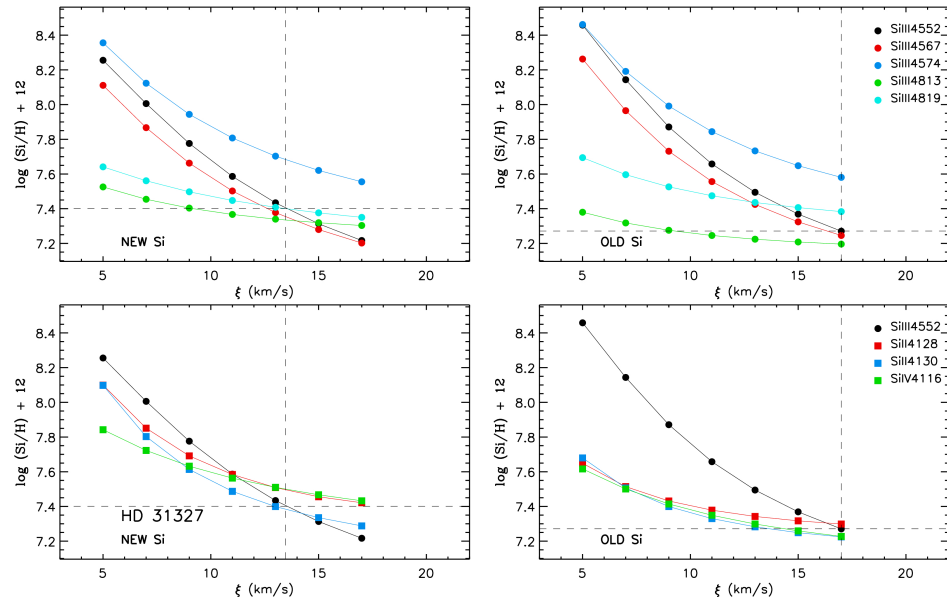 log (Si/H) + 12
8.4
8.2
8.0
7.8
7.6
7.4
7.2
NEW Si
5 10 15 20
ξ (km/s)
log (Si/H) + 12
8.4
8.2
8.0
7.8
7.6
7.4
7.2
SiIII4552
SiIII4567
SiIII4574
SiIII4813
SiIII4819
OLD Si
5 10 15 20
ξ (km/s)
log (Si/H) + 12
8.4
8.2
8.0
7.8
7.6
7.4
7.2
HD 31327
NEW Si
5 10 15 20
ξ (km/s)
log (Si/H) + 12
8.4
8.2
8.0
7.8
7.6
7.4
7.2
SiIII4552
SiII4128
SiII4130
SiIV4116
OLD Si
5 10 15 20
ξ (km/s)